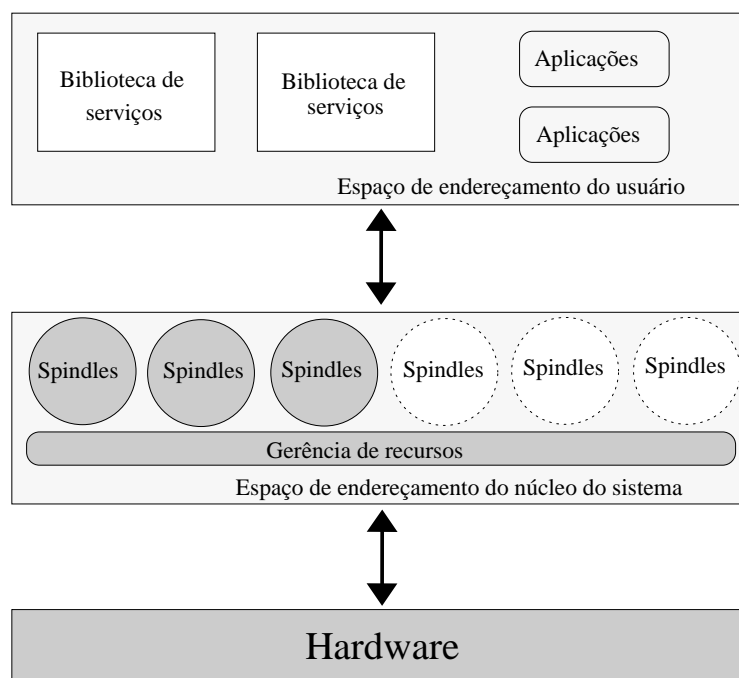 Biblioteca de
serviços
Biblioteca de
serviços
Aplicações
Aplicações
Espaço de endereçamento do usuário
Spindles
Spindles
Spindles
Spindles
Spindles
Spindles
Gerência de recursos
Espaço de endereçamento do núcleo do sistema
Hardware